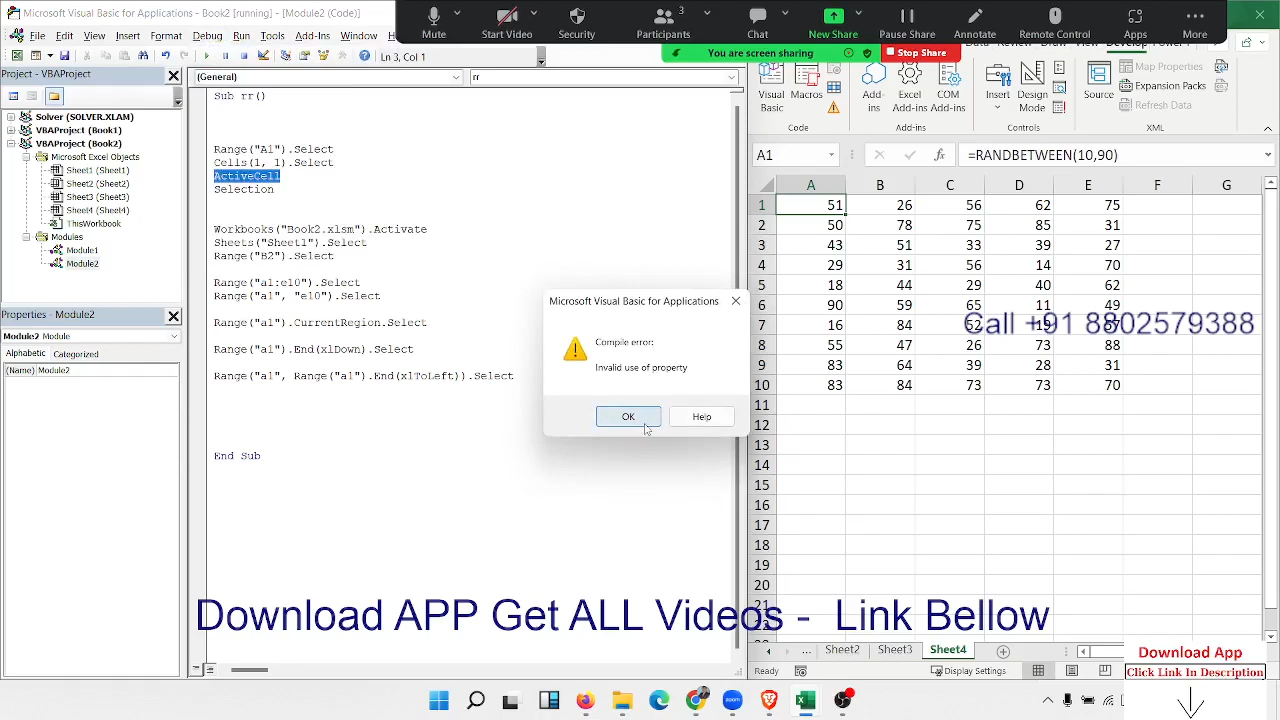 Microsoft Visual Basic for Applications - Book2 [running] - [Module2 (Code)]
File Edit View Insert Format Debug Run Tools Add-Ins Window
Ln 3, Col 1
Mute
Start Video
Security
3
Participants
Chat
New Share
Pause Share
Annotate
Remote Control
Apps
More
You are screen sharing
Stop Share
Project - VBAProject
Solver (SOLVER.XLAM)
VBAProject (Book1)
VBAProject (Book2)
Microsoft Excel Objects
Sheet1 (Sheet1)
Sheet2 (Sheet2)
Sheet3 (Sheet3)
Sheet4 (Sheet4)
ThisWorkbook
Modules
Module1
Module2
Properties - Module2
Module2 Module
Alphabetic Categorized
(Name) Module2
(General)
rr
Sub rr()
Range("A1").Select
Cells(1, 1).Select
ActiveCell
Selection
Workbooks("Book2.xlsm").Activate
Sheets("Sheet1").Select
Range("B2").Select
Range("a1:e10").Select
Range("a1", "e10").Select
Range("a1").CurrentRegion.Select
Range("a1").End(xlDown).Select
Range("a1", Range("a1").End(xlToLeft)).Select
End Sub
Microsoft Visual Basic for Applications
Compile error:
Invalid use of property
OK
Help
Visual Basic
Macros
Code
Add-ins
Excel Add-ins
COM Add-ins
Add-ins
Insert
Design Mode
Controls
Source
Map Properties
Expansion Packs
Refresh Data
XML
A1
=RANDBETWEEN(10,90)
A B C D E F G
1 51 26 56 62 75
2 50 78 75 85 31
3 43 51 33 39 27
4 29 31 56 14 70
5 18 44 29 40 62
6 90 59 65 11 49
7 16 84 52 19 57
8 55 47 26 73 88
9 83 64 39 28 31
10 83 84 73 73 70
11
12
13
14
15
16
17
18
19
20
21
Call +91 8802579388
Download APP Get ALL Videos - Link Bellow
... Sheet2 Sheet3 Sheet4
Ready
Display Settings
Download App
Click Link In Description
zoom